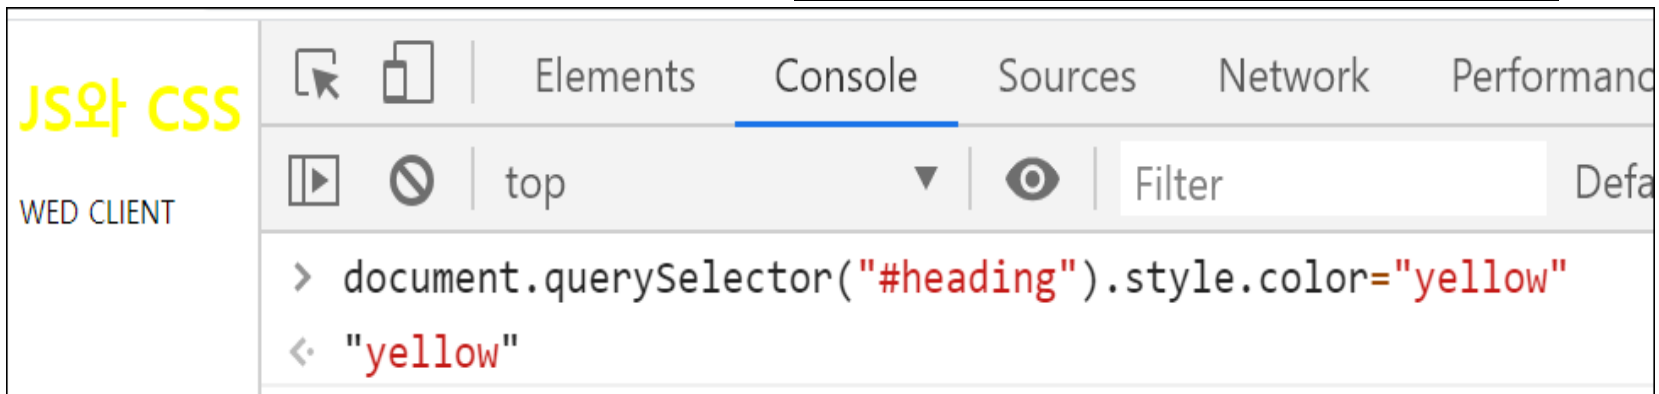 JS와 CSS
WED CLIENT
Elements Console Sources Network Performanc
top ▼ Filter Defa
> document.querySelector("#heading").style.color="yellow"
"yellow"